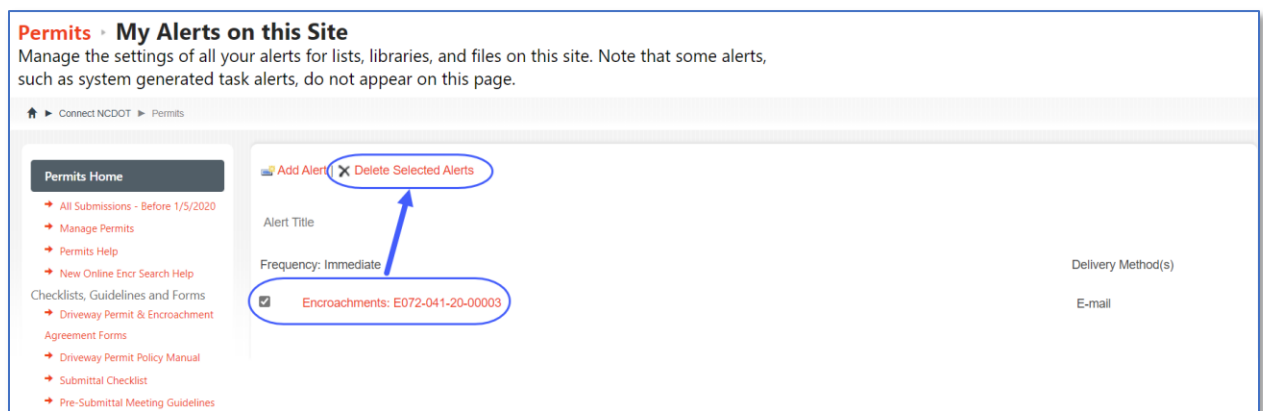 Permits ▸ My Alerts on this Site
Manage the settings of all your alerts for lists, libraries, and files on this site. Note that some alerts,
such as system generated task alerts, do not appear on this page.
Connect NCDOT ► Permits
Permits Home
All Submissions - Before 1/5/2020
Manage Permits
Permits Help
New Online Encr Search Help
Checklists, Guidelines and Forms
Driveway Permit & Encroachment
Agreement Forms
Driveway Permit Policy Manual
Submittal Checklist
Pre-Submittal Meeting Guidelines
Add Alert | Delete Selected Alerts
Alert Title
Frequency: Immediate Delivery Method(s)
Encroachments: E072-041-20-00003 E-mail